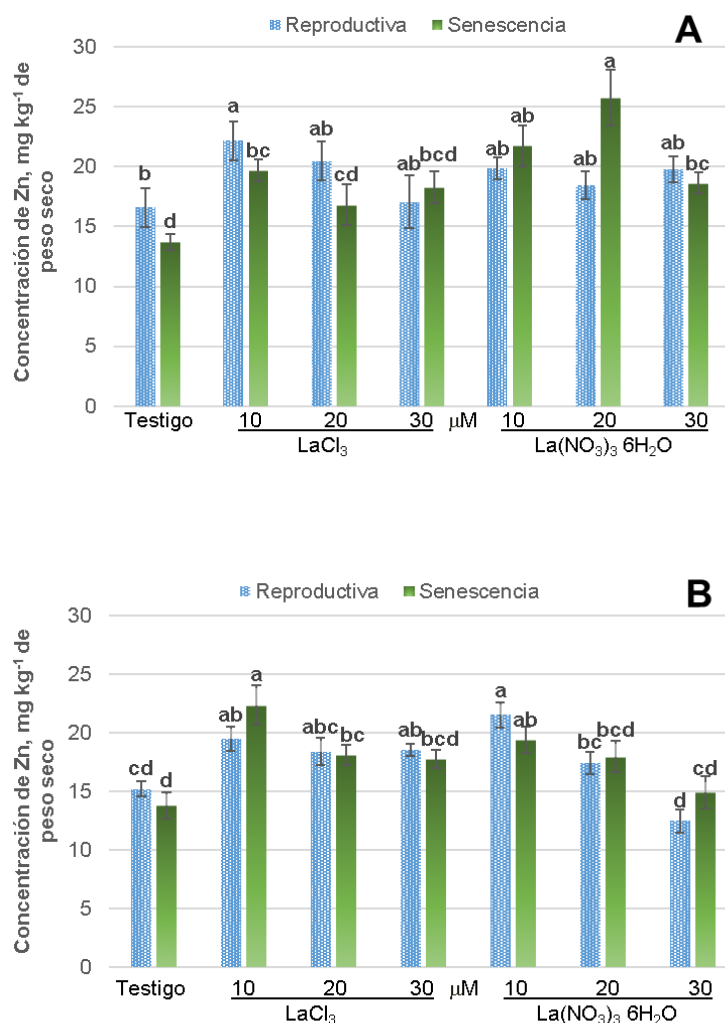 Reproductiva Senescencia
A
Concentración de Zn, mg kg⁻¹ de
peso seco
30
25
20
15
10
5
0
b d a bc ab cd ab bcd ab ab ab a ab bc
Testigo 10 20 30 µM 10 20 30
LaCl₃ La(NO₃)₃ 6H₂O
Reproductiva Senescencia
B
Concentración de Zn, mg kg⁻¹ de
peso seco
30
25
20
15
10
5
0
cd d ab a abc bc ab bcd a ab bc bcd d cd
Testigo 10 20 30 µM 10 20 30
LaCl₃ La(NO₃)₃ 6H₂O